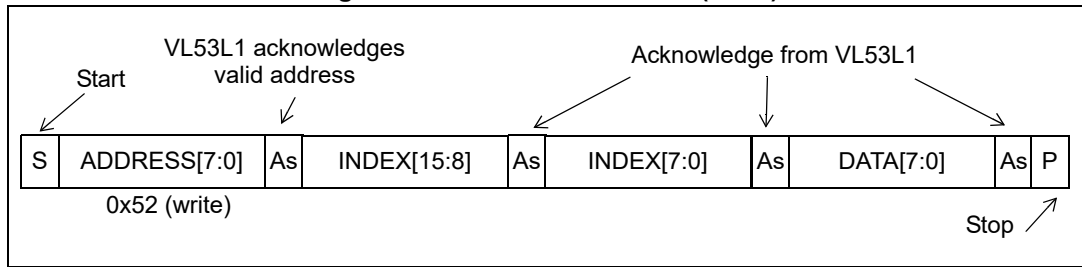 VL53L1 acknowledges
valid address
Acknowledge from VL53L1
Start
S ADDRESS[7:0] As INDEX[15:8] As INDEX[7:0] As DATA[7:0] As P
0x52 (write)
Stop